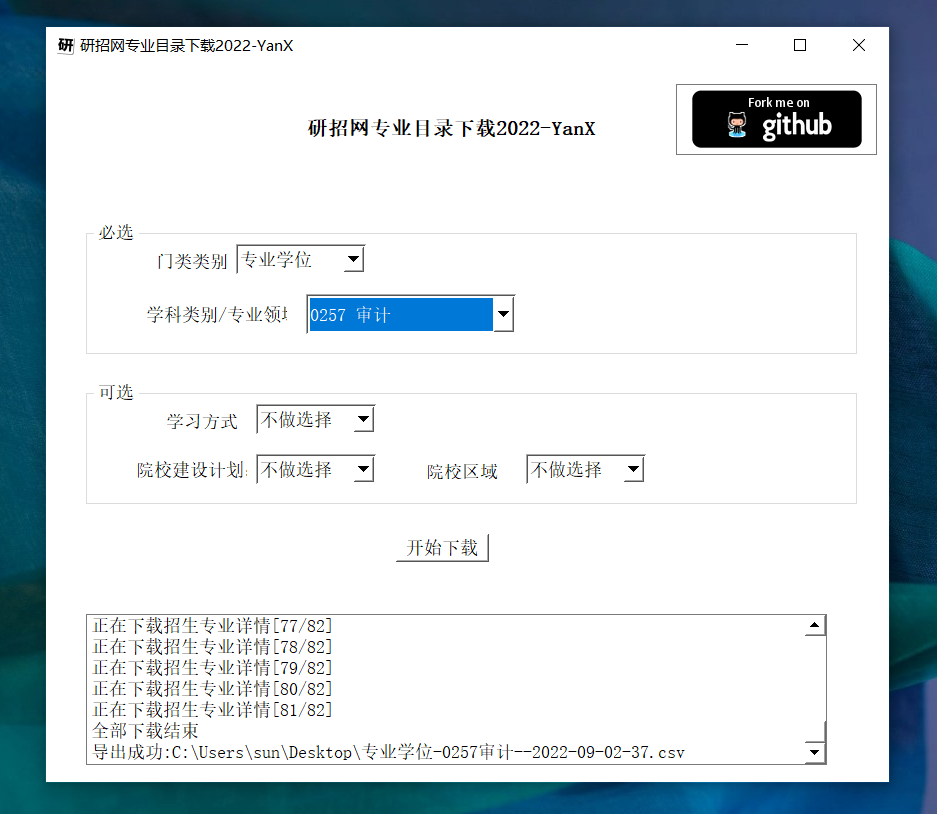 研 研招网专业目录下载2022-YanX
Fork me on
github
研招网专业目录下载2022-YanX
必选
门类类别 专业学位
学科类别/专业领 0257 审计
可选
学习方式 不做选择
院校建设计划 不做选择 院校区域 不做选择
开始下载
正在下载招生专业详情[77/82]
正在下载招生专业详情[78/82]
正在下载招生专业详情[79/82]
正在下载招生专业详情[80/82]
正在下载招生专业详情[81/82]
全部下载结束
导出成功:C:\Users\sun\Desktop\专业学位-0257审计--2022-09-02-37.csv